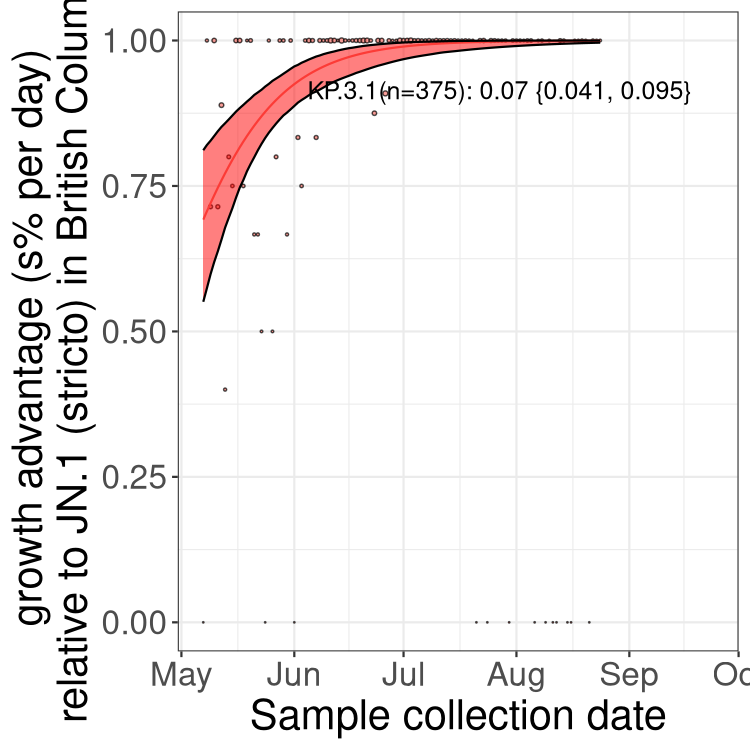 growth advantage (s% per day)
relative to JN.1 (stricto) in British Colum
1.00
0.75
0.50
0.25
0.00
KP.3.1(n=375): 0.07 {0.041, 0.095}
May Jun Jul Aug Sep Oc
Sample collection date